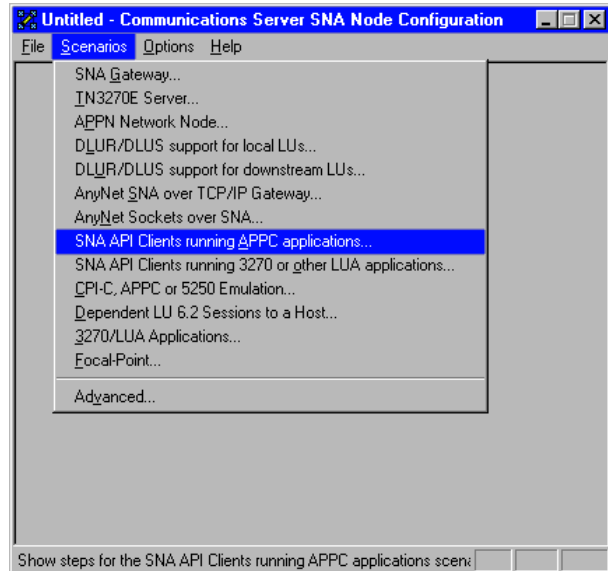 Untitled - Communications Server SNA Node Configuration
File Scenarios Options Help
SNA Gateway...
TN3270E Server...
APPN Network Node...
DLUR/DLUS support for local LUs...
DLUR/DLUS support for downstream LUs...
AnyNet SNA over TCP/IP Gateway...
AnyNet Sockets over SNA...
SNA API Clients running APPC applications...
SNA API Clients running 3270 or other LUA applications...
CPI-C, APPC or 5250 Emulation...
Dependent LU 6.2 Sessions to a Host...
3270/LUA Applications...
Focal-Point...
Advanced...
Show steps for the SNA API Clients running APPC applications scena